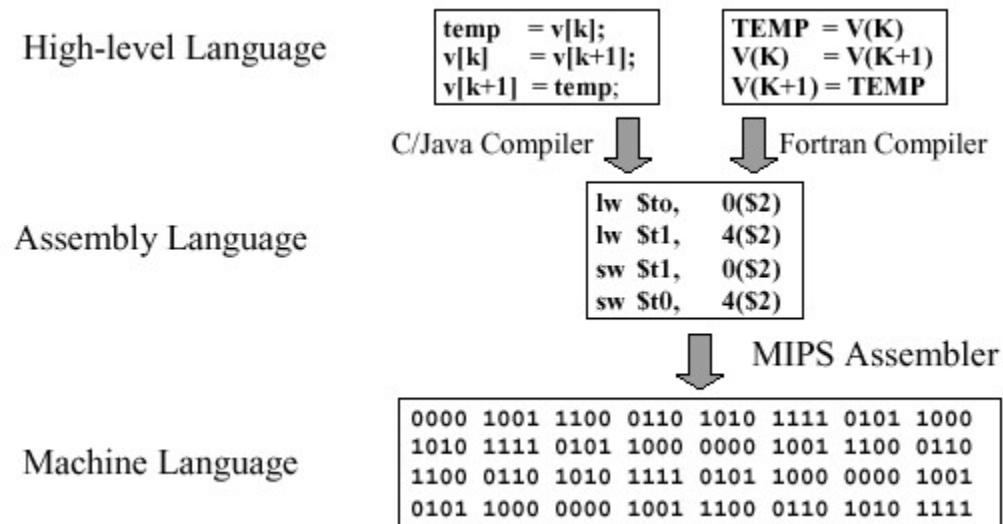 High-level Language
temp = v[k];
v[k] = v[k+1];
v[k+1] = temp;
TEMP = V(K)
V(K) = V(K+1)
V(K+1) = TEMP
C/Java Compiler
Fortran Compiler
Assembly Language
lw $to, 0($2)
lw $t1, 4($2)
sw $t1, 0($2)
sw $t0, 4($2)
MIPS Assembler
Machine Language
0000 1001 1100 0110 1010 1111 0101 1000
1010 1111 0101 1000 0000 1001 1100 0110
1100 0110 1010 1111 0101 1000 0000 1001
0101 1000 0000 1001 1100 0110 1010 1111